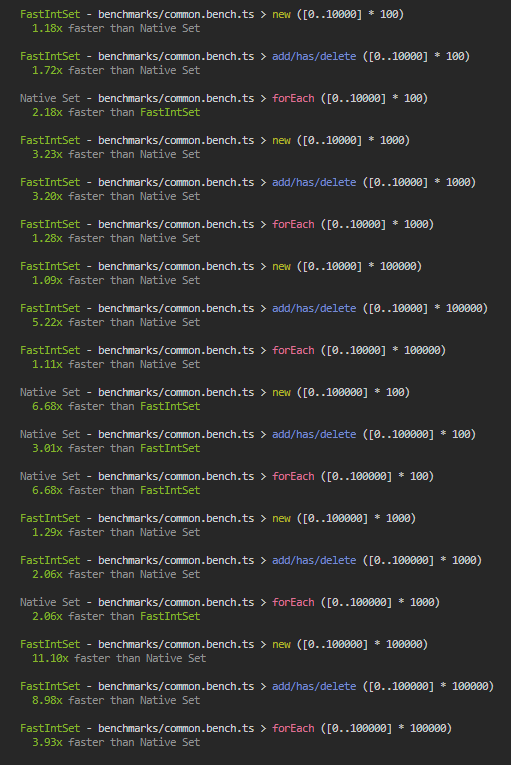 FastIntSet - benchmarks/common.bench.ts > new ([0..10000] * 100)
1.18x faster than Native Set
FastIntSet - benchmarks/common.bench.ts > add/has/delete ([0..10000] * 100)
1.72x faster than Native Set
Native Set - benchmarks/common.bench.ts > forEach ([0..10000] * 100)
2.18x faster than FastIntSet
FastIntSet - benchmarks/common.bench.ts > new ([0..10000] * 1000)
3.23x faster than Native Set
FastIntSet - benchmarks/common.bench.ts > add/has/delete ([0..10000] * 1000)
3.20x faster than Native Set
FastIntSet - benchmarks/common.bench.ts > forEach ([0..10000] * 1000)
1.28x faster than Native Set
FastIntSet - benchmarks/common.bench.ts > new ([0..10000] * 100000)
1.09x faster than Native Set
FastIntSet - benchmarks/common.bench.ts > add/has/delete ([0..10000] * 100000)
5.22x faster than Native Set
FastIntSet - benchmarks/common.bench.ts > forEach ([0..10000] * 100000)
1.11x faster than Native Set
Native Set - benchmarks/common.bench.ts > new ([0..100000] * 100)
6.68x faster than FastIntSet
Native Set - benchmarks/common.bench.ts > add/has/delete ([0..100000] * 100)
3.01x faster than FastIntSet
Native Set - benchmarks/common.bench.ts > forEach ([0..100000] * 100)
6.68x faster than FastIntSet
FastIntSet - benchmarks/common.bench.ts > new ([0..100000] * 1000)
1.29x faster than Native Set
FastIntSet - benchmarks/common.bench.ts > add/has/delete ([0..100000] * 1000)
2.06x faster than Native Set
Native Set - benchmarks/common.bench.ts > forEach ([0..100000] * 1000)
2.06x faster than FastIntSet
FastIntSet - benchmarks/common.bench.ts > new ([0..100000] * 100000)
11.10x faster than Native Set
FastIntSet - benchmarks/common.bench.ts > add/has/delete ([0..100000] * 100000)
8.98x faster than Native Set
FastIntSet - benchmarks/common.bench.ts > forEach ([0..100000] * 100000)
3.93x faster than Native Set